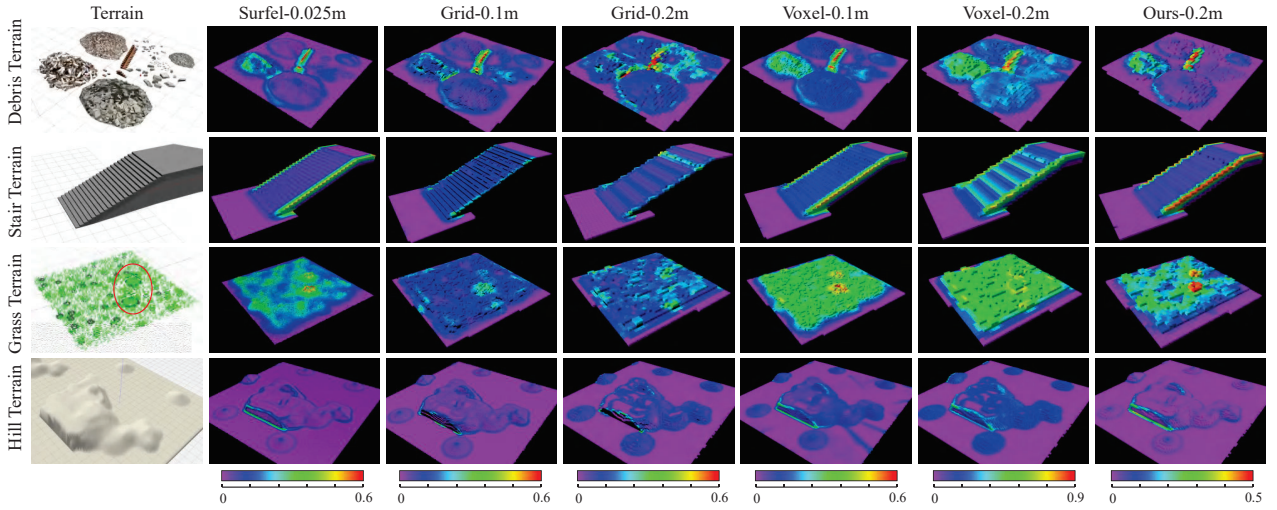 Terrain Surfel-0.025m Grid-0.1m Grid-0.2m Voxel-0.1m Voxel-0.2m Ours-0.2m
Debris Terrain
Stair Terrain
Grass Terrain
Hill Terrain
0 0.6 0 0.6 0 0.6 0 0.6 0 0.9 0 0.5